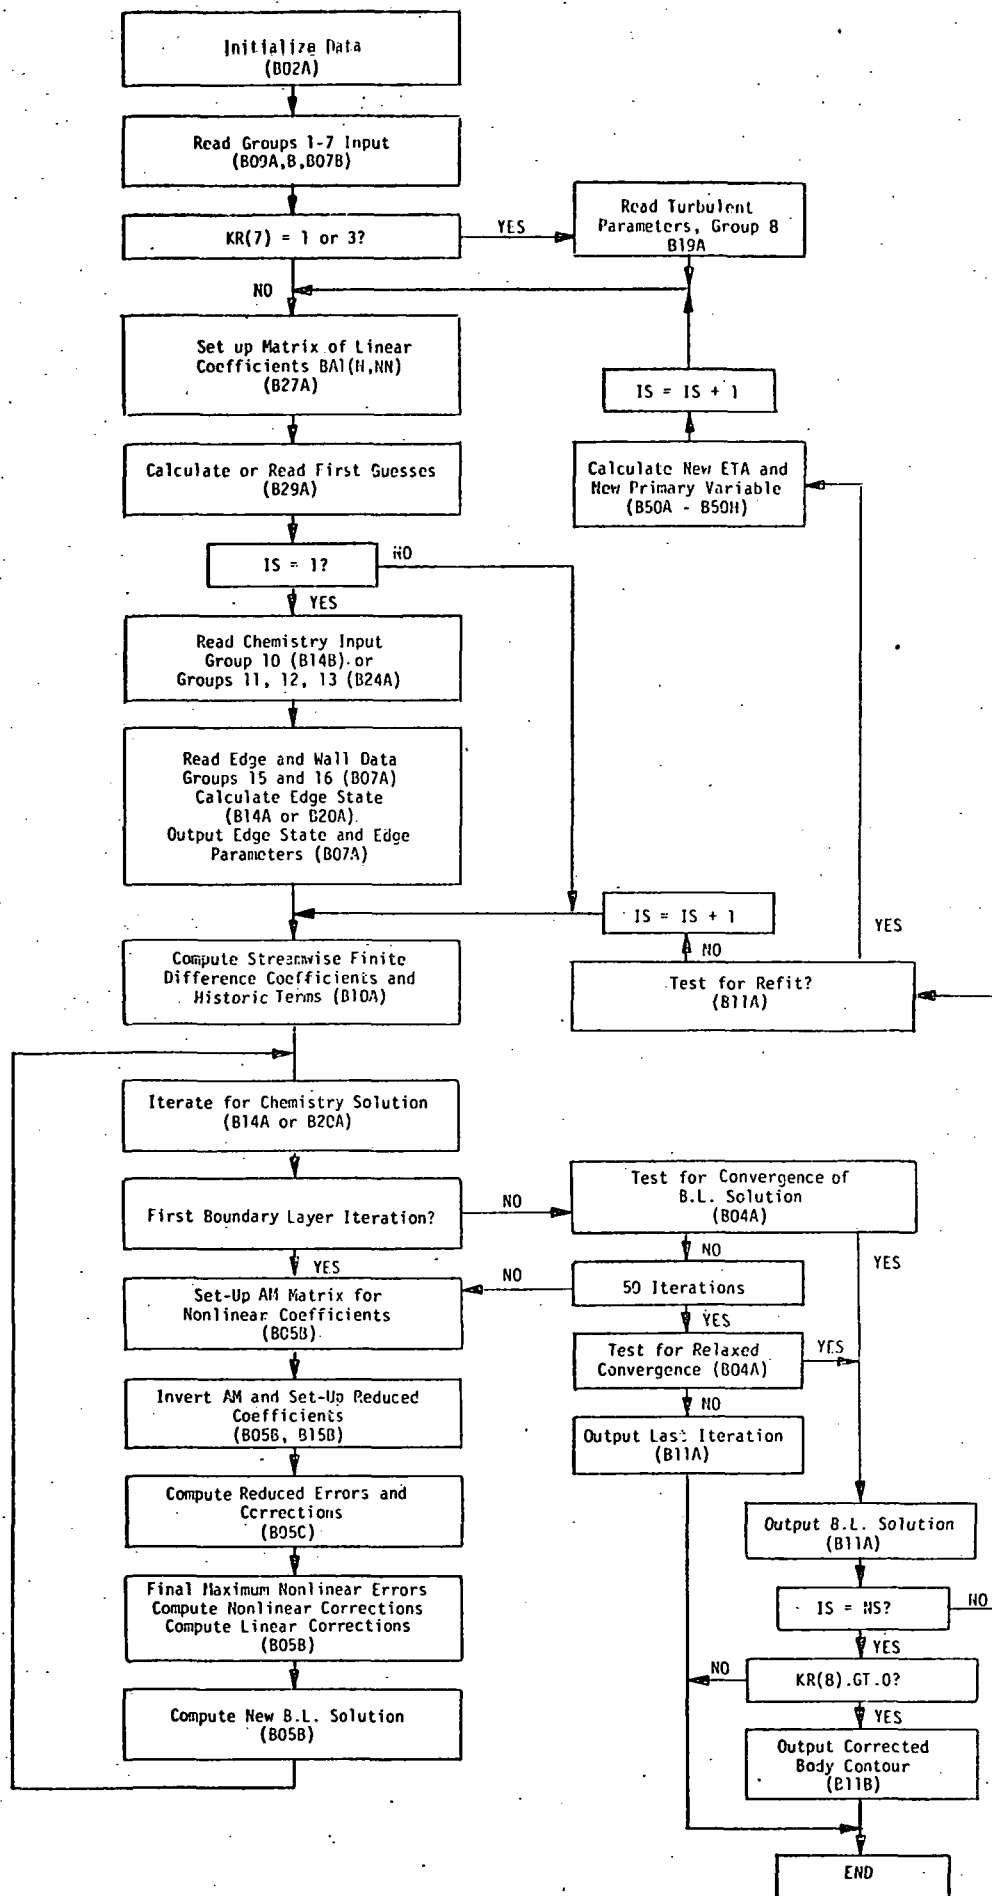 Initialize Data
(B02A)
Read Groups 1-7 Input
(B09A,B,B07B)
KR(7) = 1 or 3?
YES
Read Turbulent
Parameters, Group 8
B19A
NO
Set up Matrix of Linear
Coefficients BA1(N,NN)
(B27A)
IS = IS + 1
Calculate or Read First Guesses
(B29A)
Calculate New ETA and
New Primary Variable
(B50A - B50H)
IS = 1?
NO
YES
Read Chemistry Input
Group 10 (B14B) or
Groups 11, 12, 13 (B24A)
Read Edge and Wall Data
Groups 15 and 16 (B07A)
Calculate Edge State
(B14A or B20A)
Output Edge State and Edge
Parameters (B07A)
IS = IS + 1
YES
NO
Compute Streamwise Finite
Difference Coefficients and
Historic Terms (B10A)
Test for Refit?
(B11A)
Iterate for Chemistry Solution
(B14A or B20A)
First Boundary Layer Iteration?
NO
Test for Convergence of
B.L. Solution
(B04A)
YES
NO
YES
Set-Up AM Matrix for
Nonlinear Coefficients
(B05B)
NO
50 Iterations
YES
Test for Relaxed
Convergence (B04A)
YES
NO
Invert AM and Set-Up Reduced
Coefficients
(B05B, B15B)
Output Last Iteration
(B11A)
Compute Reduced Errors and
Corrections
(B05C)
Output B.L. Solution
(B11A)
Final Maximum Nonlinear Errors
Compute Nonlinear Corrections
Compute Linear Corrections
(B05B)
IS = NS?
NO
YES
KR(8).GT.0?
NO
YES
Compute New B.L. Solution
(B05B)
Output Corrected
Body Contour
(B11B)
END